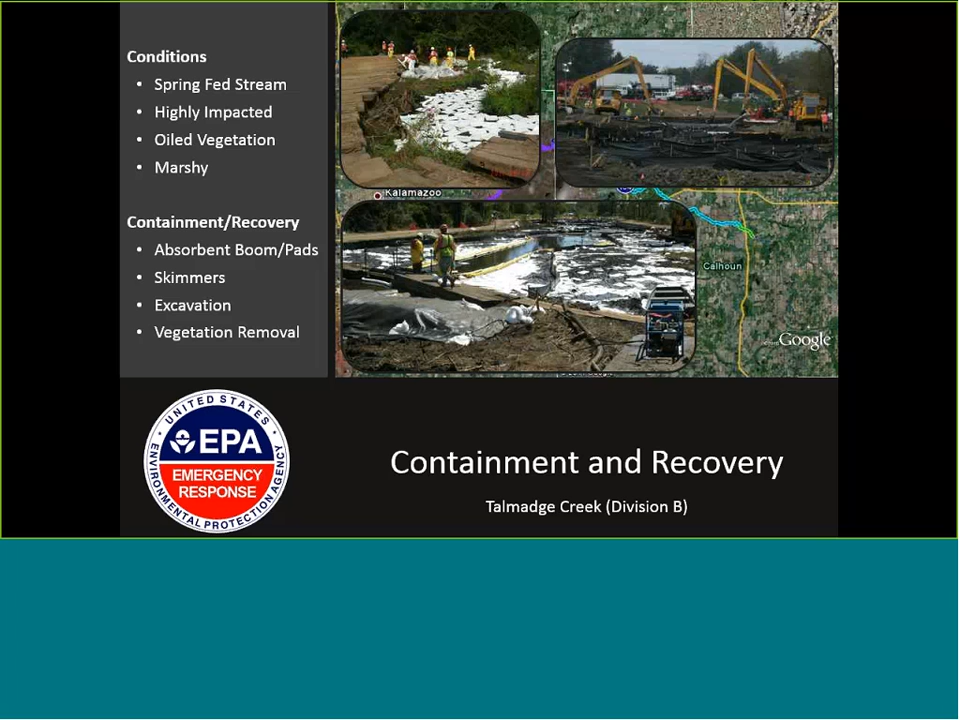 Conditions
• Spring Fed Stream
• Highly Impacted
• Oiled Vegetation
• Marshy
Containment/Recovery
• Absorbent Boom/Pads
• Skimmers
• Excavation
• Vegetation Removal
Kalamazoo
Calhoun
Google
UNITED STATES
EPA
EMERGENCY
RESPONSE
ENVIRONMENTAL PROTECTION AGENCY
Containment and Recovery
Talmadge Creek (Division B)